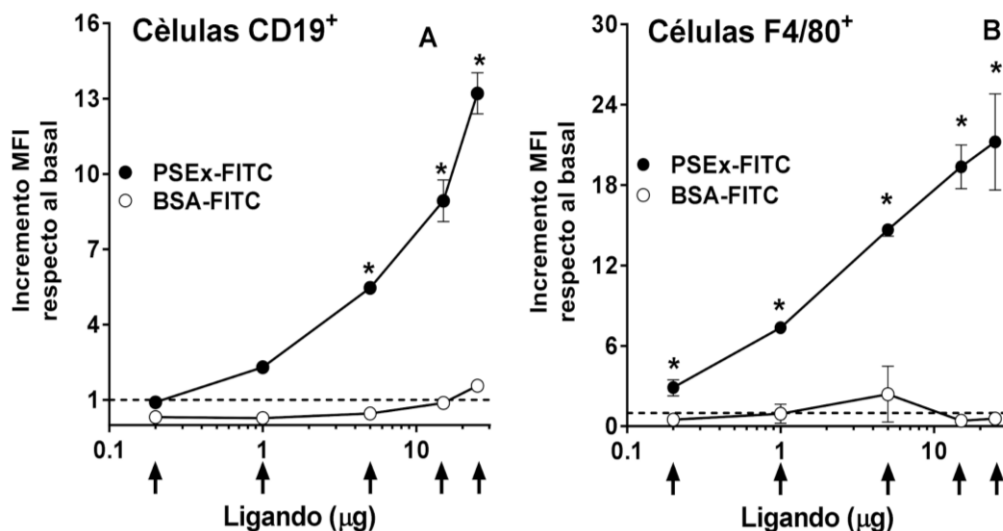 Cèlulas CD19+
A
Incremento MFI
respecto al basal
16
13
10
7
4
1
PSEx-FITC
BSA-FITC
*
*
*
0.1
1
10
Ligando (µg)
Células F4/80+
B
Incremento MFI
respecto al basal
30
24
18
12
6
0
PSEx-FITC
BSA-FITC
*
*
*
*
*
0.1
1
10
Ligando (µg)